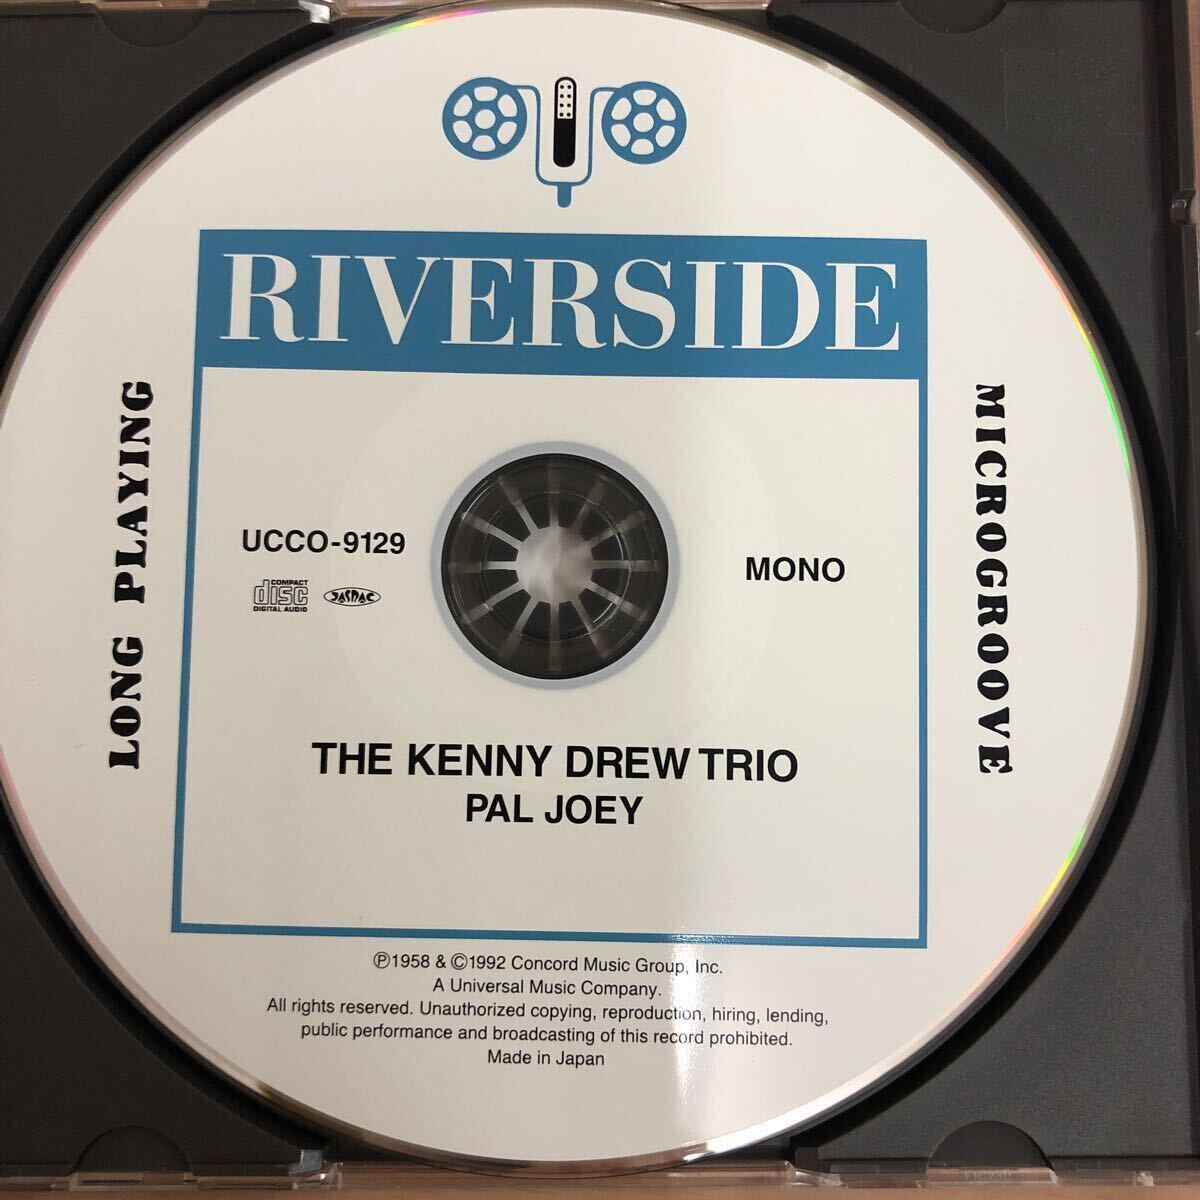 RIVERSIDE
LONG PLAYING
MICROGROOVE
UCCO-9129
MONO
COMPACT
disc
DIGITAL AUDIO
JASRAC
THE KENNY DREW TRIO
PAL JOEY
Ⓟ1958 & ©1992 Concord Music Group, Inc.
A Universal Music Company.
All rights reserved. Unauthorized copying, reproduction, hiring, lending,
public performance and broadcasting of this record prohibited.
Made in Japan